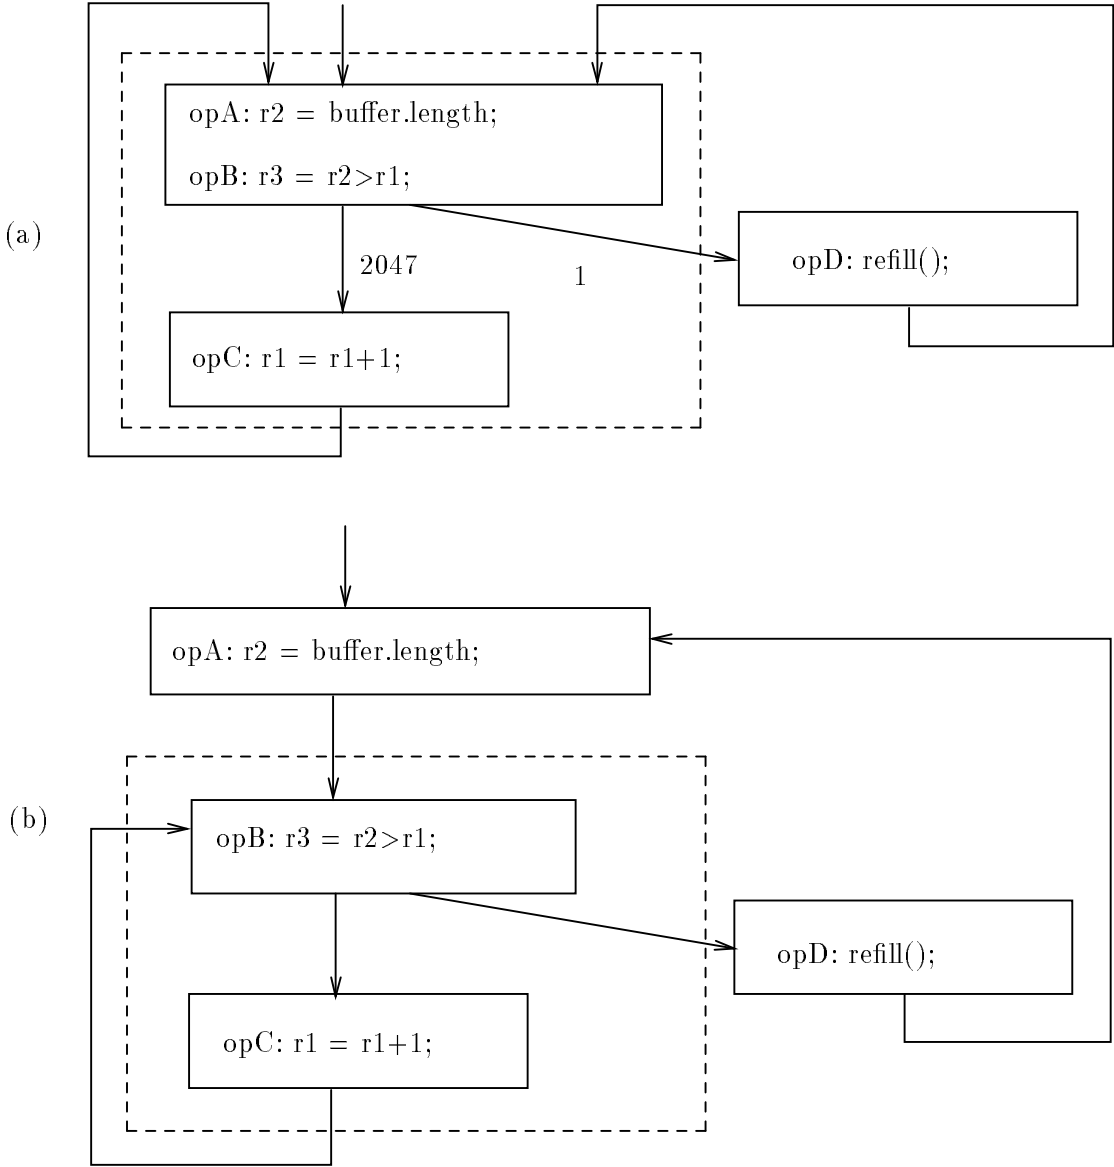 opA: r2 = buffer.length;
opB: r3 = r2>r1;
(a)
2047
1
opD: refill();
opC: r1 = r1+1;
opA: r2 = buffer.length;
(b)
opB: r3 = r2>r1;
opD: refill();
opC: r1 = r1+1;